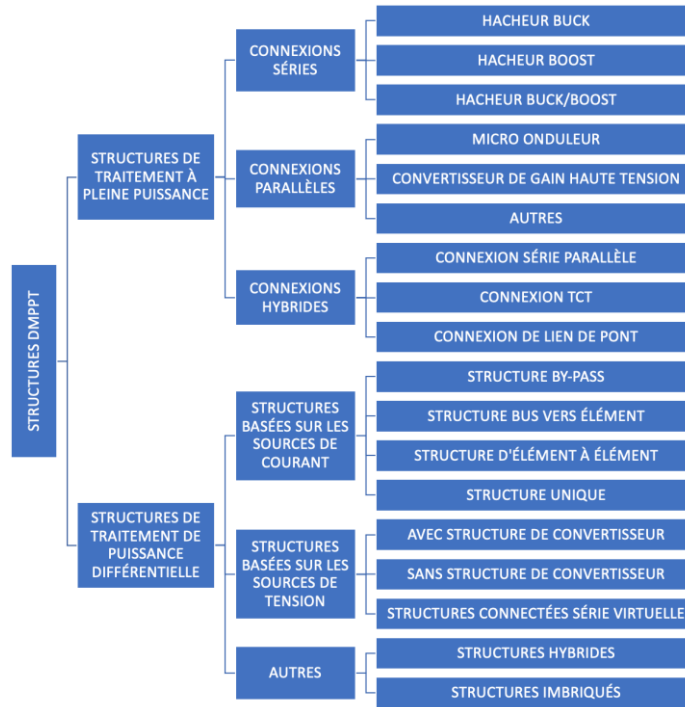 STRUCTURES DMPPT
STRUCTURES DE
TRAITEMENT À
PLEINE PUISSANCE
CONNEXIONS
SÉRIES
HACHEUR BUCK
HACHEUR BOOST
HACHEUR BUCK/BOOST
CONNEXIONS
PARALLÈLES
MICRO ONDULEUR
CONVERTISSEUR DE GAIN HAUTE TENSION
AUTRES
CONNEXIONS
HYBRIDES
CONNEXION SÉRIE PARALLÈLE
CONNEXION TCT
CONNEXION DE LIEN DE PONT
STRUCTURES DE
TRAITEMENT DE
PUISSANCE
DIFFÉRENTIELLE
STRUCTURES
BASÉES SUR LES
SOURCES DE
COURANT
STRUCTURE BY-PASS
STRUCTURE BUS VERS ÉLÉMENT
STRUCTURE D'ÉLÉMENT À ÉLÉMENT
STRUCTURE UNIQUE
STRUCTURES
BASÉES SUR LES
SOURCES DE
TENSION
AVEC STRUCTURE DE CONVERTISSEUR
SANS STRUCTURE DE CONVERTISSEUR
STRUCTURES CONNECTÉES SÉRIE VIRTUELLE
AUTRES
STRUCTURES HYBRIDES
STRUCTURES IMBRIQUÉS